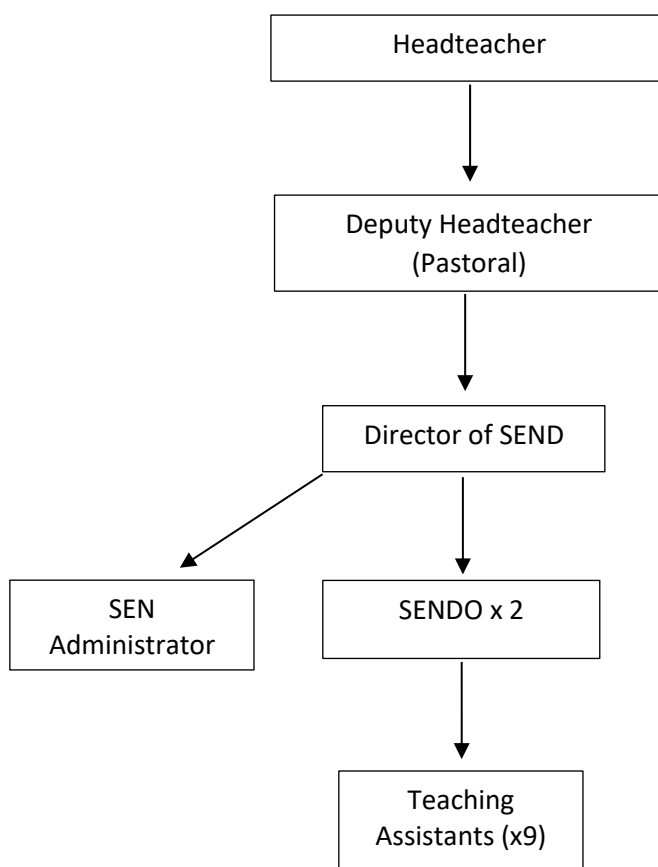 Headteacher
Deputy Headteacher
(Pastoral)
Director of SEND
SEN
Administrator
SENDO x 2
Teaching
Assistants (x9)